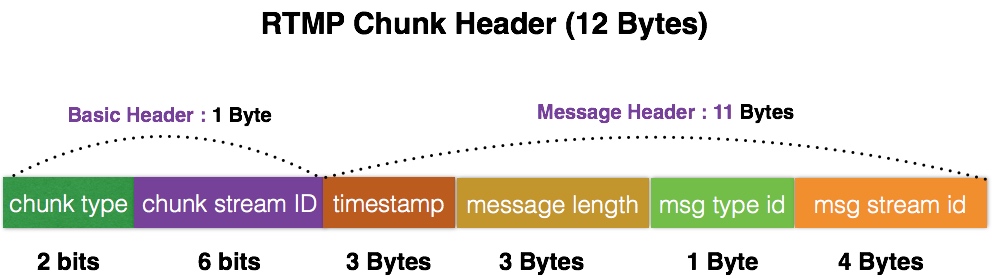 RTMP Chunk Header (12 Bytes)
Basic Header : 1 Byte
Message Header : 11 Bytes
chunk type chunk stream ID timestamp message length msg type id msg stream id
2 bits 6 bits 3 Bytes 3 Bytes 1 Byte 4 Bytes